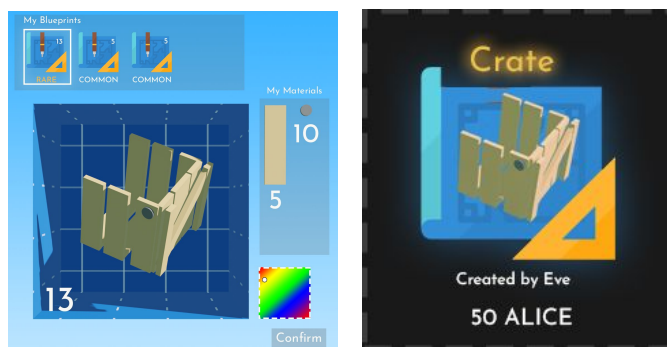 My Blueprints
13
5
5
RARE
COMMON
COMMON
My Materials
10
5
13
Confirm
Crate
Created by Eve
50 ALICE